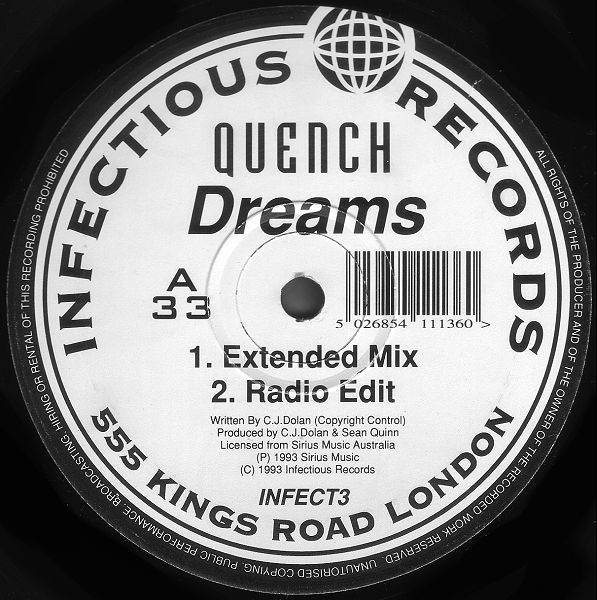 INFECTIOUS RECORDS
QUENCH
Dreams
A
33
5 026854 111360 >
1. Extended Mix
2. Radio Edit
Written By C.J.Dolan (Copyright Control)
Produced by C.J.Dolan & Sean Quinn
Licensed from Sirius Music Australia
(P) 1993 Sirius Music
(C) 1993 Infectious Records
INFECT3
555 KINGS ROAD LONDON
ALL RIGHTS OF THE PRODUCER AND OF THE OWNER OF THE RECORDED WORK RESERVED. UNAUTHORISED COPYING, PUBLIC PERFORMANCE, BROADCASTING, HIRING OR RENTAL OF THIS RECORDING PROHIBITED